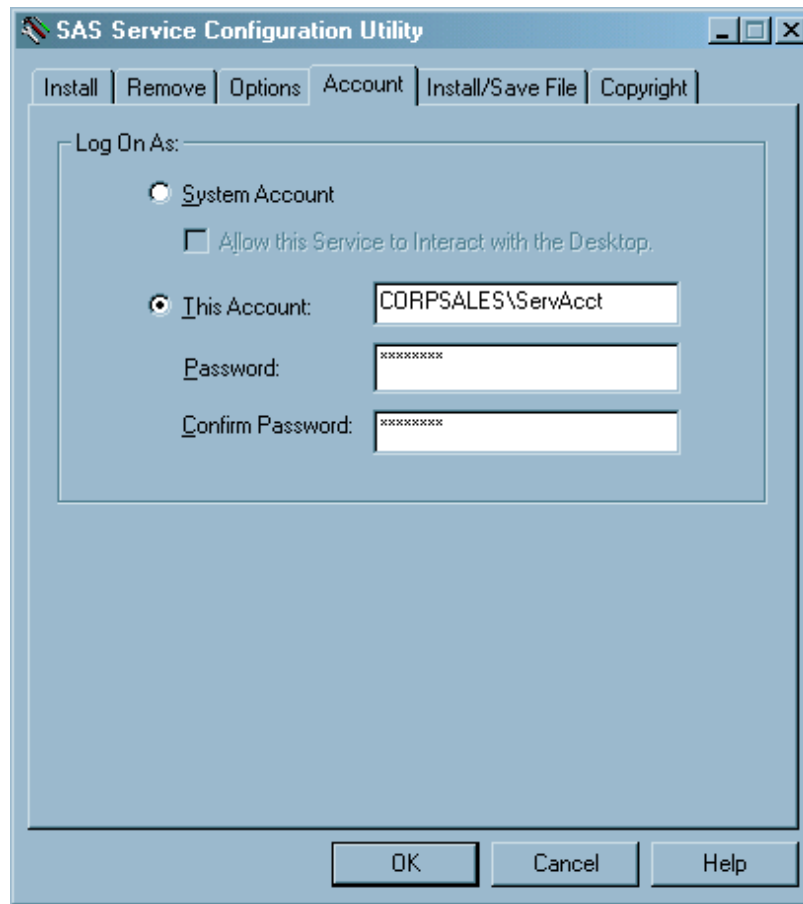 SAS Service Configuration Utility
Install Remove Options Account Install/Save File Copyright
Log On As:
System Account
Allow this Service to Interact with the Desktop.
This Account: CORPSALES\ServAcct
Password: ********
Confirm Password: ********
OK Cancel Help